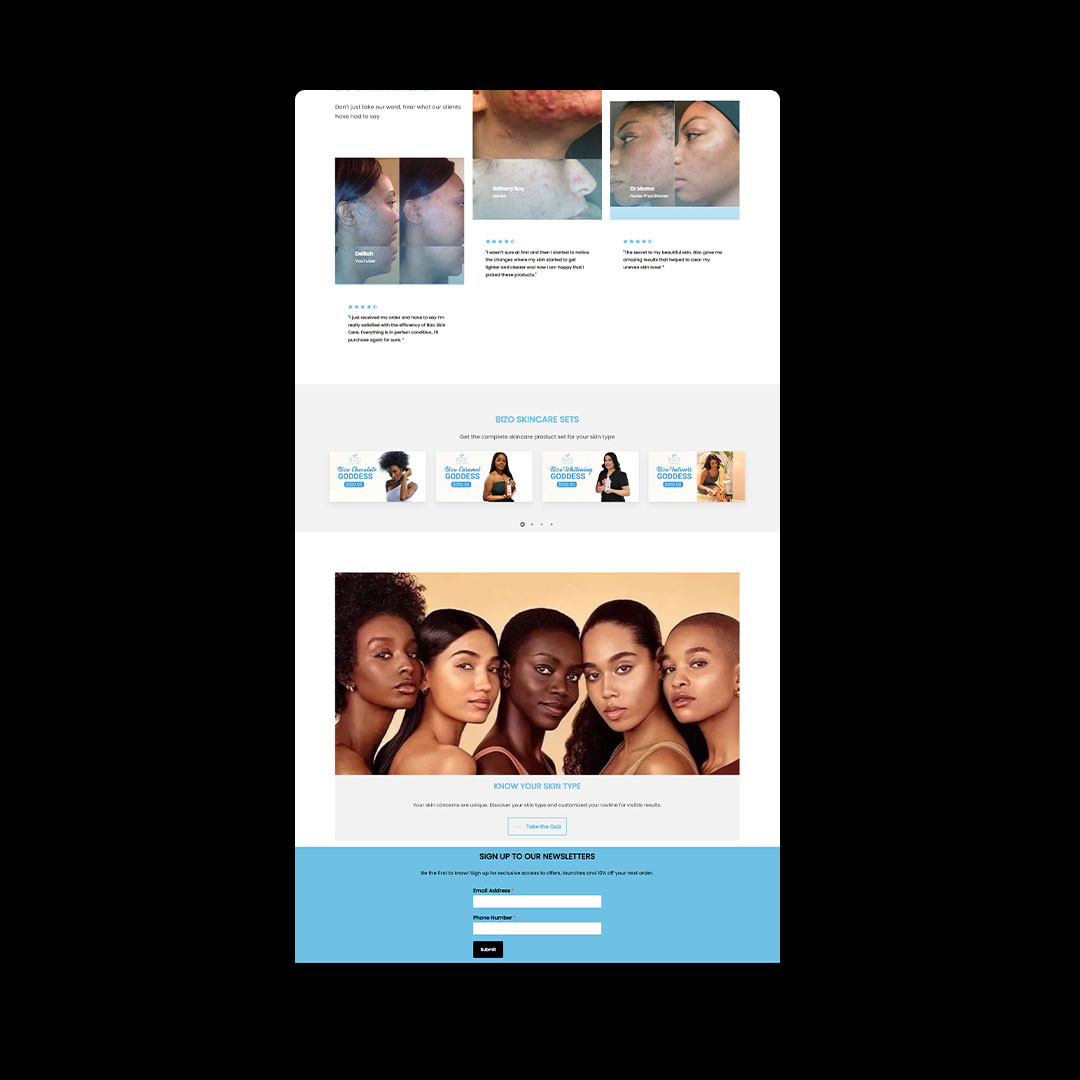 Don't just take our word, hear what our clients
have had to say
Delilah
YouTuber
"I just received my order and have to say I'm
really satisfied with the efficiency of Bizo Skin
Care. Everything is in perfect condition, I'll
purchase again for sure. "
Brittany Ray
"I wasn't sure at first and then I started to notice
the changes where my skin started to get
lighter and clearer and now I am happy that I
picked these products."
Dr Mama
Nurse Practitioner
"The secret to my beautiful skin. Bizo gave me
amazing results that helped to clear my
uneven skin tone! "
BIZO SKINCARE SETS
Get the complete skincare product set for your skin type
BIZO
Bizo Chocolate
GODDESS
BIZO
Bizo Caramel
GODDESS
BIZO
Bizo Whitening
GODDESS
BIZO
Bizo Fairness
GODDESS
KNOW YOUR SKIN TYPE
Your skin concerns are unique. Discover your skin type and customized your routine for visible results.
Take the Quiz
SIGN UP TO OUR NEWSLETTERS
Be the first to know! Sign up for exclusive access to offers, launches and 10% off your next order.
Email Address *
Phone Number *
Submit